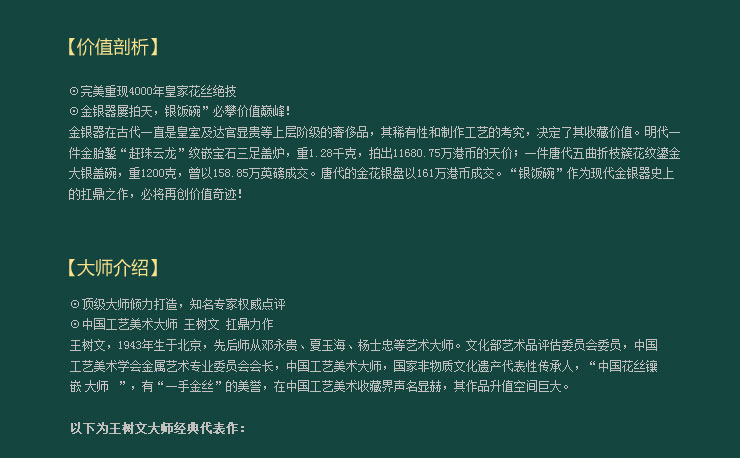 【价值剖析】
⊙完美重现4000年皇家花丝绝技
⊙金银器屡拍天，银饭碗”必攀价值巅峰！
金银器在古代一直是皇室及达官显贵等上层阶级的奢侈品，其稀有性和制作工艺的考究，决定了其收藏价值。明代一
件金胎錾“赶珠云龙”纹嵌宝石三足盖炉，重1.28千克，拍出11680.75万港币的天价；一件唐代五曲折枝簇花纹鎏金
大银盖碗，重1200克，曾以158.85万英磅成交。唐代的金花银盘以161万港币成交。“银饭碗”作为现代金银器史上
的扛鼎之作，必将再创价值奇迹！
【大师介绍】
⊙顶级大师倾力打造，知名专家权威点评
⊙中国工艺美术大师 王树文 扛鼎力作
王树文，1943年生于北京，先后师从邓永贵、夏玉海、杨士忠等艺术大师。文化部艺术品评估委员会委员，中国
工艺美术学会金属艺术专业委员会会长，中国工艺美术大师，国家非物质文化遗产代表性传承人，“中国花丝镶
嵌 大师 ”，有“一手金丝”的美誉，在中国工艺美术收藏界声名显赫，其作品升值空间巨大。
以下为王树文大师经典代表作：